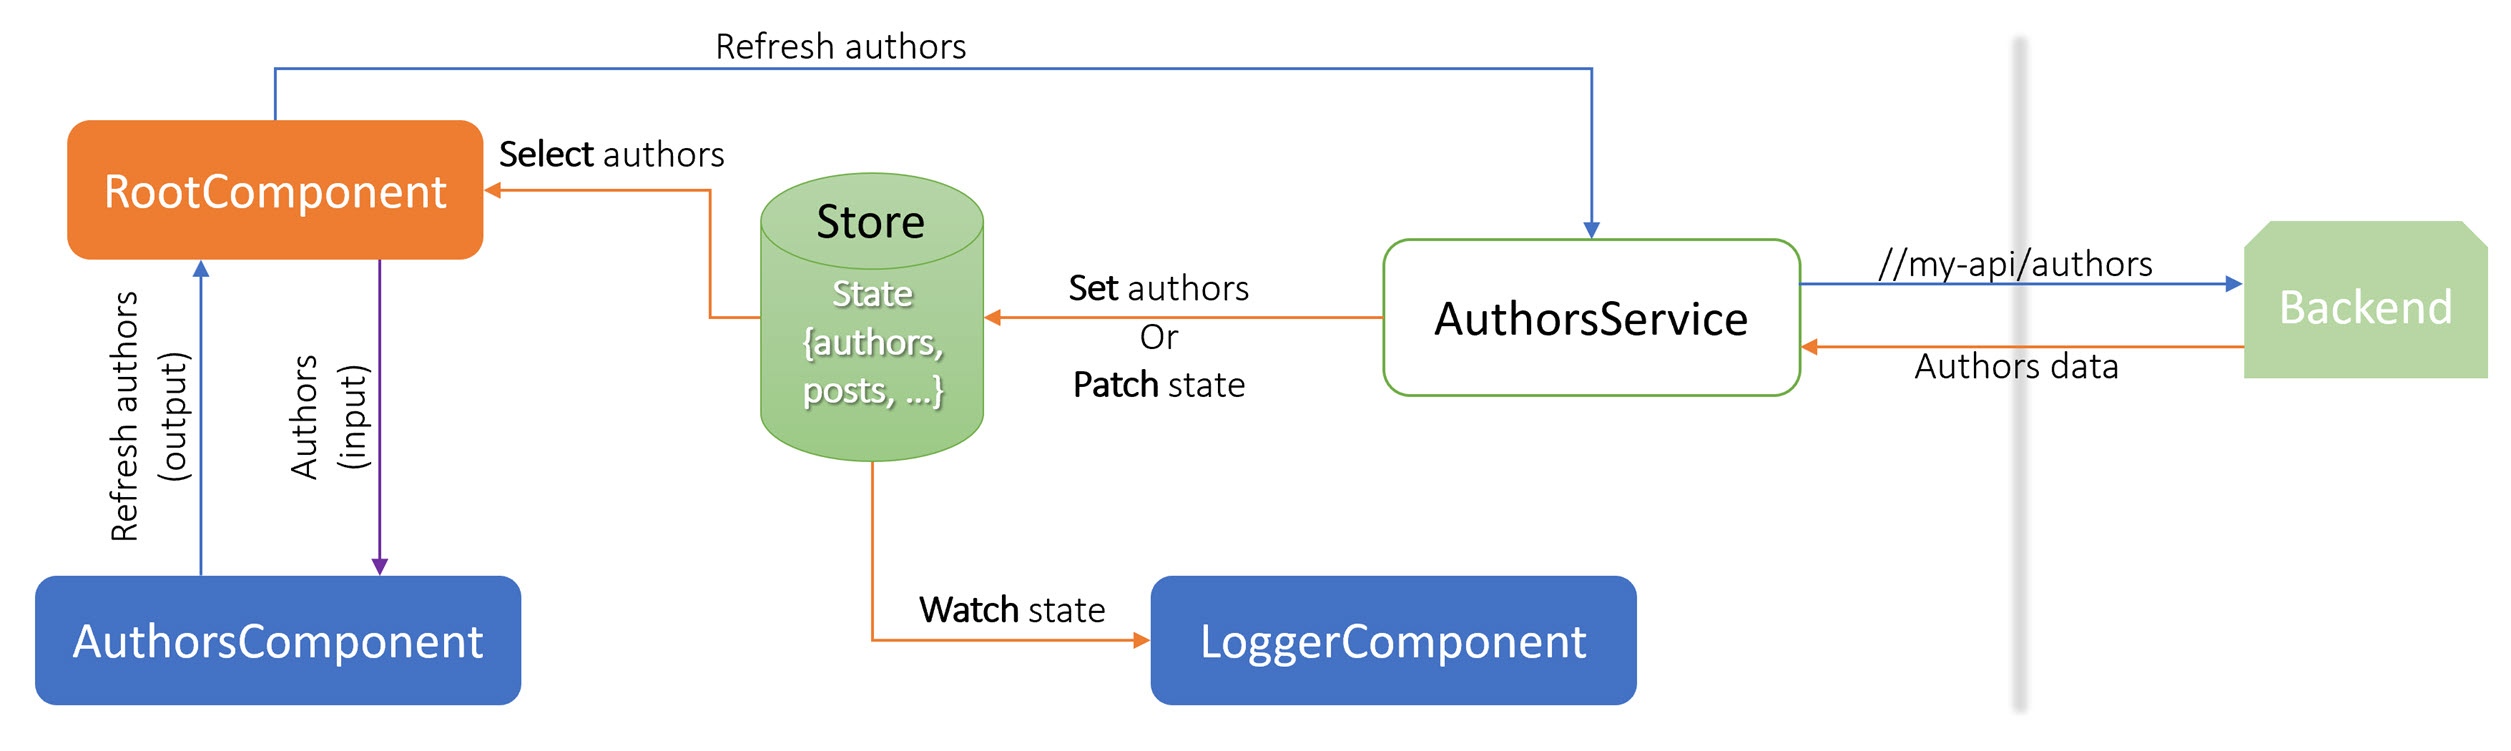 Refresh authors
RootComponent
Select authors
Store
State
{authors,
posts, ...}
Set authors
Or
Patch state
AuthorsService
//my-api/authors
Backend
Authors data
Refresh authors
(output)
Authors
(input)
AuthorsComponent
Watch state
LoggerComponent